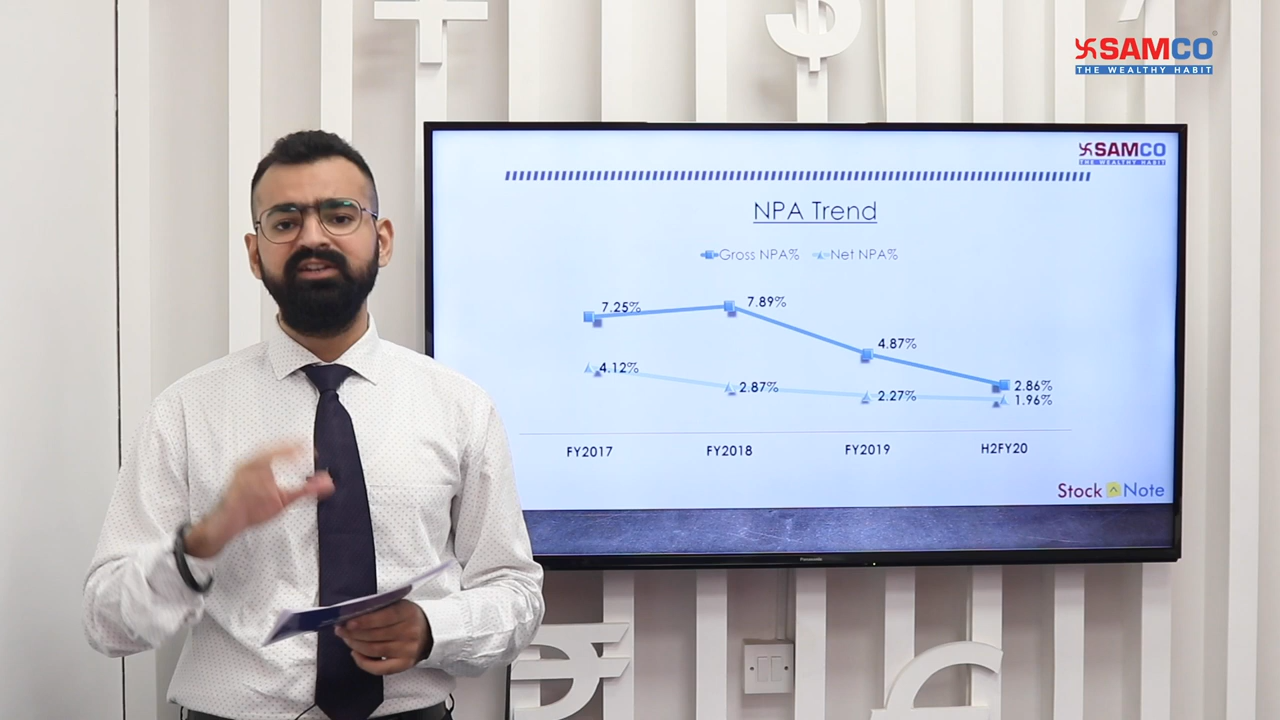 SAMCO
THE WEALTHY HABIT
SAMCO
THE WEALTHY HABIT
NPA Trend
Gross NPA% Net NPA%
7.25% 7.89% 4.87% 2.86%
4.12% 2.87% 2.27% 1.96%
FY2017 FY2018 FY2019 H2FY20
Stock Note
Panasonic